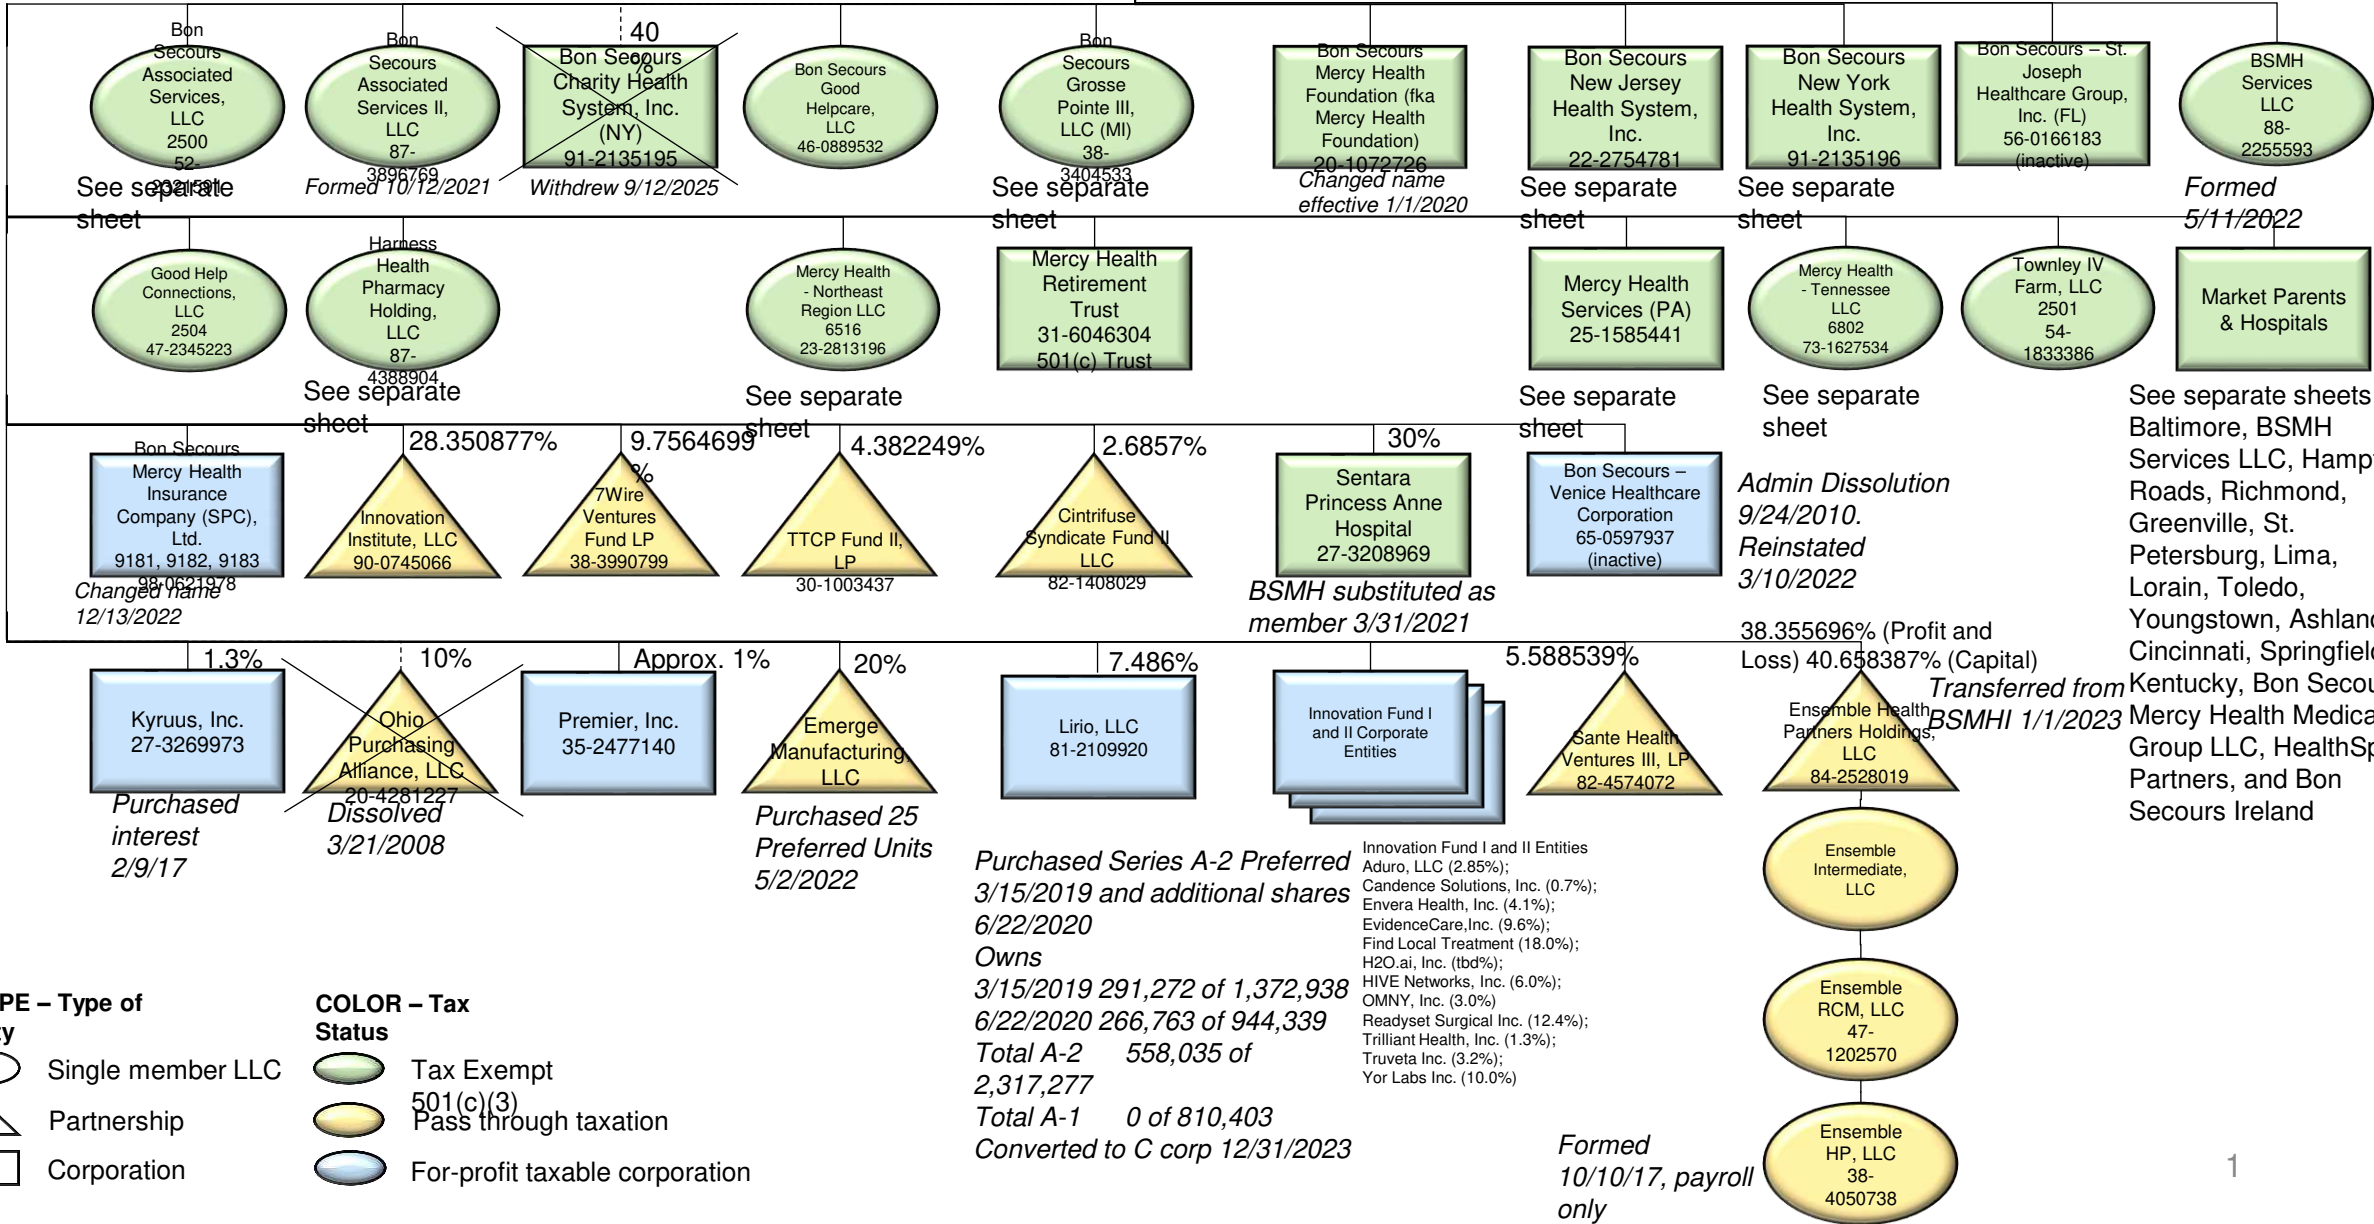 Bon
Secours
Associated
Services,
LLC
2500
52-
2321591
See separate
sheet
Bon
Secours
Associated
Services II,
LLC
87-
3896769
Formed 10/12/2021
40
%
Bon Secours
Charity Health
System, Inc.
(NY)
91-2135195
Withdrew 9/12/2025
Bon Secours
Good
Helpcare,
LLC
46-0889532
Bon
Secours
Grosse
Pointe III,
LLC (MI)
38-
3404533
See separate
sheet
Bon Secours
Mercy Health
Foundation (fka
Mercy Health
Foundation)
20-1072726
Changed name
effective 1/1/2020
Bon Secours
New Jersey
Health System,
Inc.
22-2754781
See separate
sheet
Bon Secours
New York
Health System,
Inc.
91-2135196
See separate
sheet
Bon Secours – St.
Joseph
Healthcare Group,
Inc. (FL)
56-0166183
(inactive)
BSMH
Services
LLC
88-
2255593
Formed
5/11/2022
Good Help
Connections,
LLC
2504
47-2345223
Harness
Health
Pharmacy
Holding,
LLC
87-
4388904
See separate
sheet
Mercy Health
- Northeast
Region LLC
6516
23-2813196
See separate
sheet
Mercy Health
Retirement
Trust
31-6046304
501(c) Trust
Mercy Health
Services (PA)
25-1585441
See separate
sheet
Mercy Health
- Tennessee
LLC
6802
73-1627534
See separate
sheet
Townley IV
Farm, LLC
2501
54-
1833386
Market Parents
& Hospitals
See separate sheets
Baltimore, BSMH
Services LLC, Hamp
Roads, Richmond,
Greenville, St.
Petersburg, Lima,
Lorain, Toledo,
Youngstown, Ashland
Cincinnati, Springfield
Kentucky, Bon Secou
Mercy Health Medica
Group LLC, HealthSp
Partners, and Bon
Secours Ireland
Bon Secours
Mercy Health
Insurance
Company (SPC),
Ltd.
9181, 9182, 9183
98-0621978
Changed name
12/13/2022
28.350877%
Innovation
Institute, LLC
90-0745066
9.7564699
%
7Wire
Ventures
Fund LP
38-3990799
4.382249%
TTCP Fund II,
LP
30-1003437
2.6857%
Cintrifuse
Syndicate Fund II
LLC
82-1408029
30%
Sentara
Princess Anne
Hospital
27-3208969
BSMH substituted as
member 3/31/2021
Bon Secours –
Venice Healthcare
Corporation
65-0597937
(inactive)
Admin Dissolution
9/24/2010.
Reinstated
3/10/2022
1.3%
Kyruus, Inc.
27-3269973
Purchased
interest
2/9/17
10%
Ohio
Purchasing
Alliance, LLC
20-4281227
Dissolved
3/21/2008
Approx. 1%
Premier, Inc.
35-2477140
20%
Emerge
Manufacturing,
LLC
Purchased 25
Preferred Units
5/2/2022
7.486%
Lirio, LLC
81-2109920
Purchased Series A-2 Preferred
3/15/2019 and additional shares
6/22/2020
Owns
3/15/2019 291,272 of 1,372,938
6/22/2020 266,763 of 944,339
Total A-2 558,035 of
2,317,277
Total A-1 0 of 810,403
Converted to C corp 12/31/2023
Innovation Fund I
and II Corporate
Entities
Innovation Fund I and II Entities
Aduro, LLC (2.85%);
Candence Solutions, Inc. (0.7%);
Envera Health, Inc. (4.1%);
EvidenceCare,Inc. (9.6%);
Find Local Treatment (18.0%);
H2O.ai, Inc. (tbd%);
HIVE Networks, Inc. (6.0%);
OMNY, Inc. (3.0%)
Readyset Surgical Inc. (12.4%);
Trilliant Health, Inc. (1.3%);
Truveta Inc. (3.2%);
Yor Labs Inc. (10.0%)
5.588539%
Sante Health
Ventures III, LP
82-4574072
38.355696% (Profit and
Loss) 40.658387% (Capital)
Ensemble Health
Partners Holdings,
LLC
84-2528019
Transferred from
BSMHI 1/1/2023
Ensemble
Intermediate,
LLC
Ensemble
RCM, LLC
47-
1202570
Ensemble
HP, LLC
38-
4050738
Formed
10/10/17, payroll
only
PE – Type of
ty
Single member LLC
Partnership
Corporation
COLOR – Tax
Status
Tax Exempt
501(c)(3)
Pass through taxation
For-profit taxable corporation
1